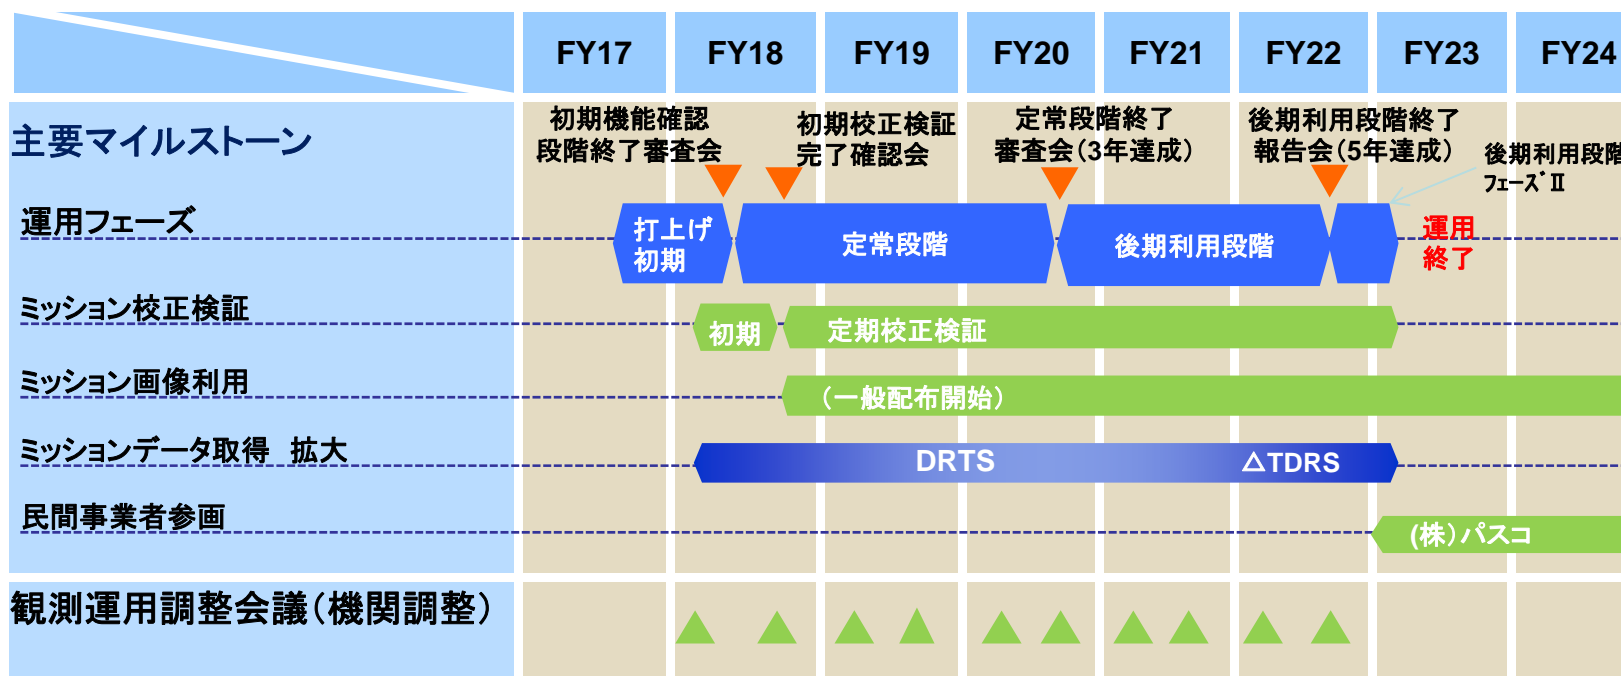 FY17 FY18 FY19 FY20 FY21 FY22 FY23 FY24
主要マイルストーン
初期機能確認
段階終了審査会
初期校正検証
完了確認会
定常段階終了
審査会(3年達成)
後期利用段階終了
報告会(5年達成)
後期利用段階
フェーズⅡ
運用フェーズ
打上げ
初期
定常段階
後期利用段階
運用
終了
ミッション校正検証
初期
定期校正検証
ミッション画像利用
(一般配布開始)
ミッションデータ取得 拡大
DRTS
△TDRS
民間事業者参画
(株)パスコ
観測運用調整会議(機関調整)